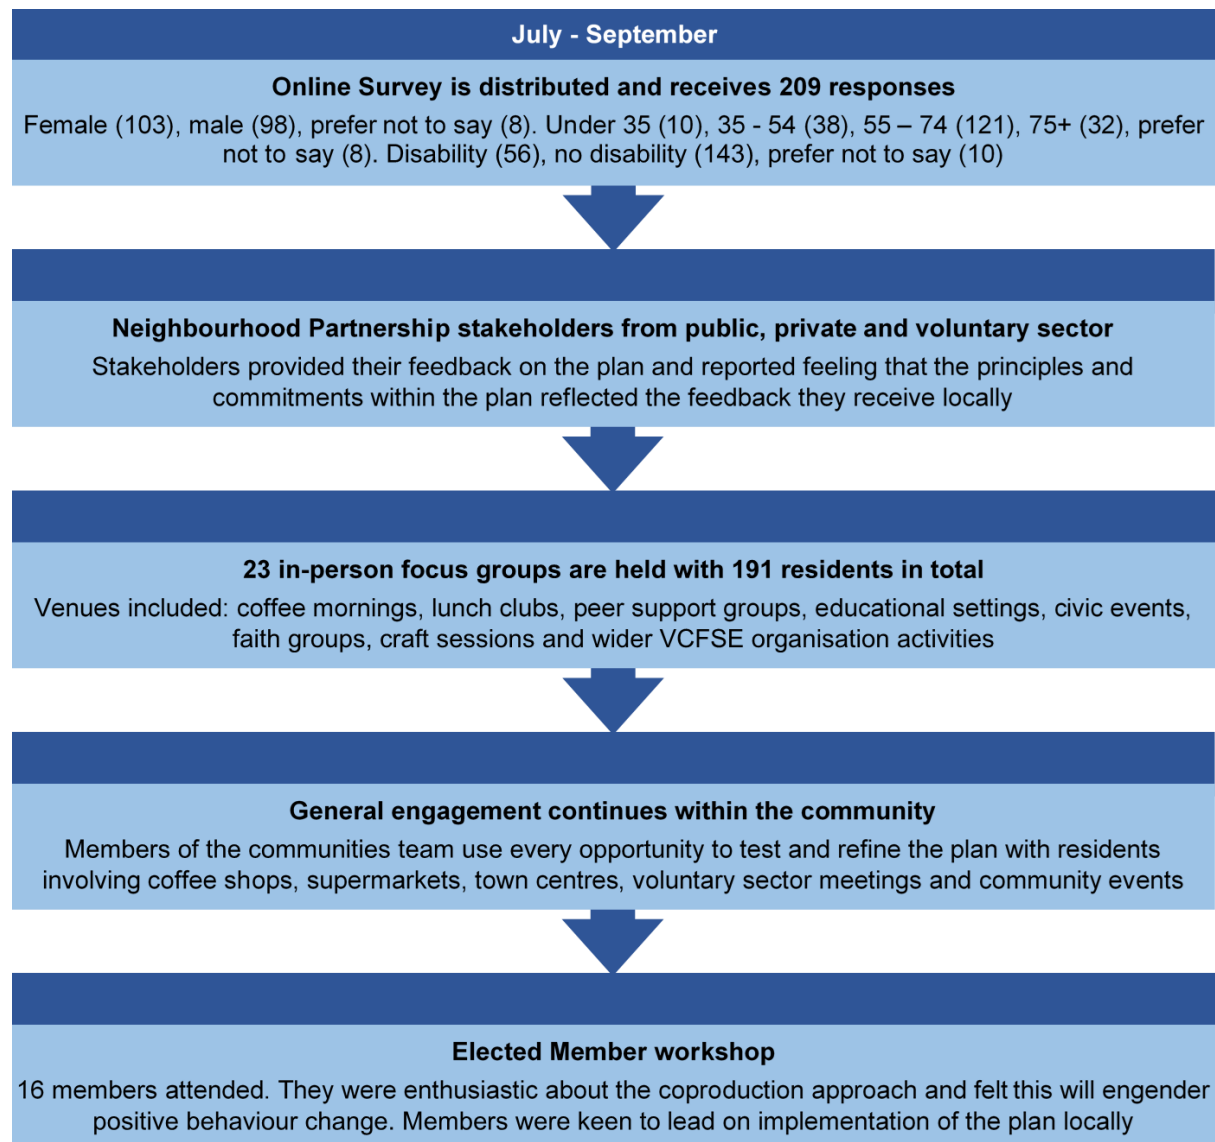 July - September
Online Survey is distributed and receives 209 responses
Female (103), male (98), prefer not to say (8). Under 35 (10), 35 - 54 (38), 55 – 74 (121), 75+ (32), prefer
not to say (8). Disability (56), no disability (143), prefer not to say (10)
Neighbourhood Partnership stakeholders from public, private and voluntary sector
Stakeholders provided their feedback on the plan and reported feeling that the principles and
commitments within the plan reflected the feedback they receive locally
23 in-person focus groups are held with 191 residents in total
Venues included: coffee mornings, lunch clubs, peer support groups, educational settings, civic events,
faith groups, craft sessions and wider VCFSE organisation activities
General engagement continues within the community
Members of the communities team use every opportunity to test and refine the plan with residents
involving coffee shops, supermarkets, town centres, voluntary sector meetings and community events
Elected Member workshop
16 members attended. They were enthusiastic about the coproduction approach and felt this will engender
positive behaviour change. Members were keen to lead on implementation of the plan locally